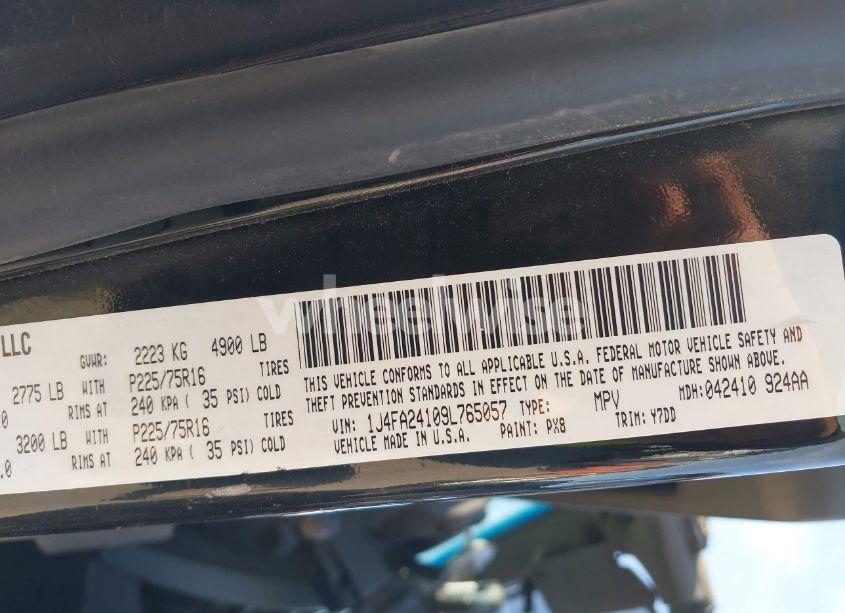 LLC
GVWR: 2223 KG 4900 LB
2775 LB WITH P225/75R16 TIRES
0 RIMS AT 240 KPA ( 35 PSI) COLD
3200 LB WITH P225/75R16 TIRES
.0 RIMS AT 240 KPA ( 35 PSI) COLD
wheelwise
THIS VEHICLE CONFORMS TO ALL APPLICABLE U.S.A. FEDERAL MOTOR VEHICLE SAFETY AND
THEFT PREVENTION STANDARDS IN EFFECT ON THE DATE OF MANUFACTURE SHOWN ABOVE.
VIN: 1J4FA24109L765057 TYPE: MPV MDH:042410 924AA
VEHICLE MADE IN U.S.A. PAINT: PX8 TRIM: Y7DD